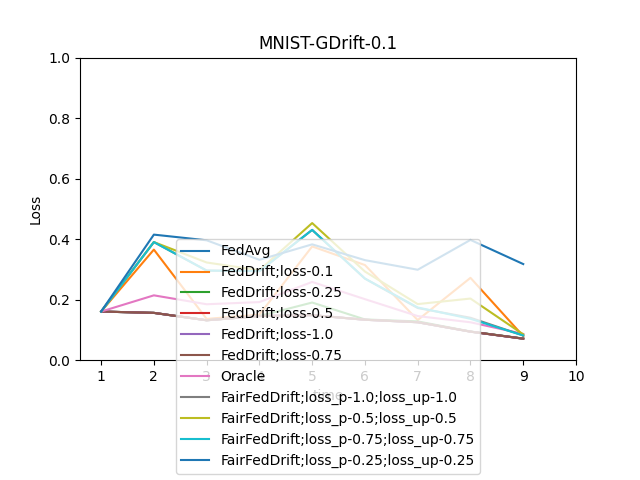 MNIST-GDrift-0.1
1.0
0.8
0.6
0.4
0.2
0.0
Loss
FedAvg
FedDrift;loss-0.1
FedDrift;loss-0.25
FedDrift;loss-0.5
FedDrift;loss-1.0
FedDrift;loss-0.75
Oracle
FairFedDrift;loss_p-1.0;loss_up-1.0
FairFedDrift;loss_p-0.5;loss_up-0.5
FairFedDrift;loss_p-0.75;loss_up-0.75
FairFedDrift;loss_p-0.25;loss_up-0.25
1 2 3 4 5 6 7 8 9 10